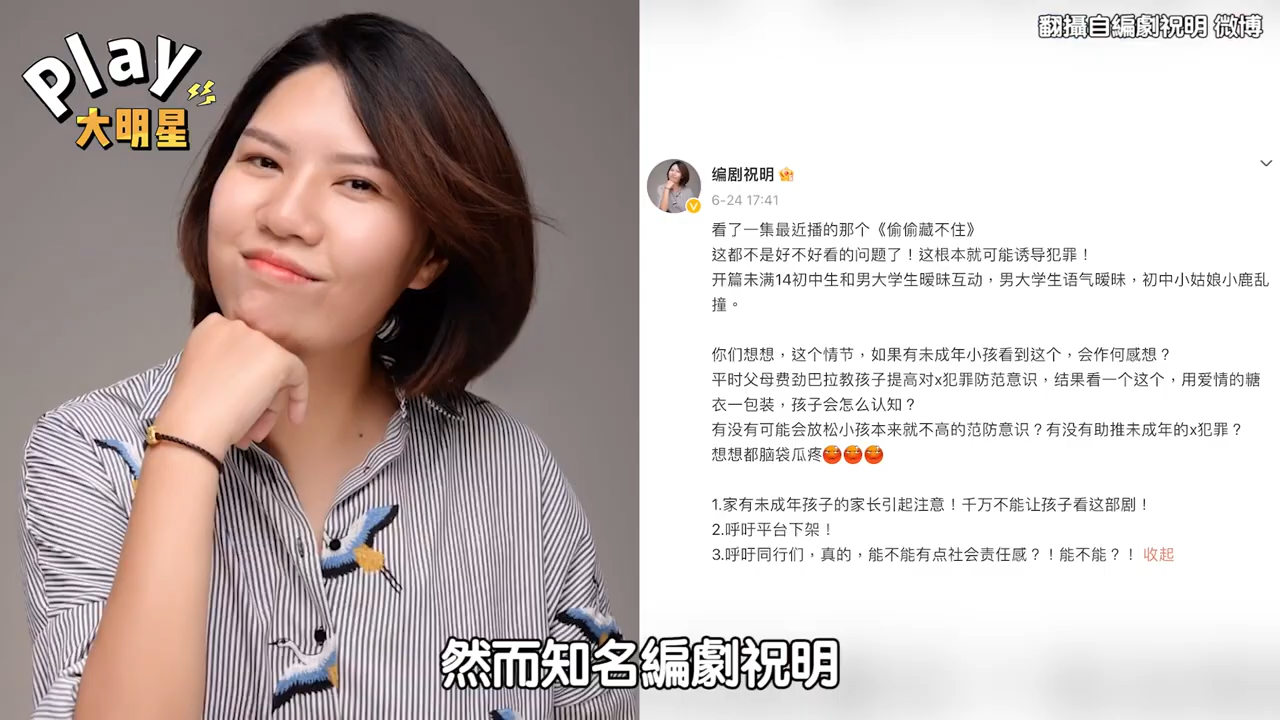 Play
大明星
翻攝自編劇祝明 微博
编剧祝明
6-24 17:41
看了一集最近播的那个《偷偷藏不住》
这都不是好不好看的问题了！这根本就可能诱导犯罪！
开篇未满14初中生和男大学生暧昧互动，男大学生语气暧昧，初中小姑娘小鹿乱
撞。
你们想想，这个情节，如果有未成年小孩看到这个，会作何感想？
平时父母费劲巴拉教孩子提高对x犯罪防范意识，结果看一个这个，用爱情的糖
衣一包装，孩子会怎么认知？
有没有可能会放松小孩本来就不高的范防意识？有没有助推未成年的x犯罪？
想想都脑袋瓜疼
1.家有未成年孩子的家长引起注意！千万不能让孩子看这部剧！
2.呼吁平台下架！
3.呼吁同行们，真的，能不能有点社会责任感？！能不能？！ 收起
然而知名編劇祝明